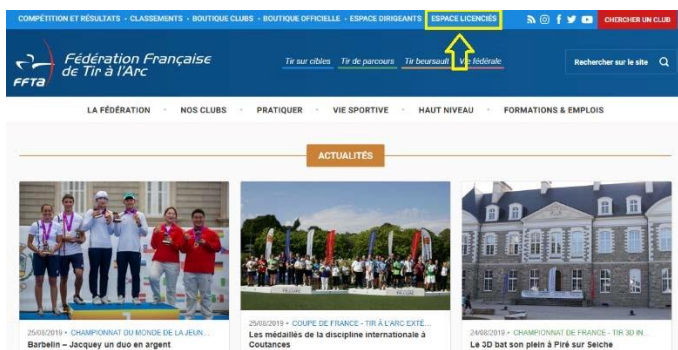 COMPÉTITION ET RÉSULTATS - CLASSEMENTS - BOUTIQUE CLUBS - BOUTIQUE OFFICIELLE - ESPACE DIRIGEANTS ESPACE LICENCIÉS CHERCHER UN CLUB
Fédération Française
de Tir à l'Arc
FFTA
Tir sur cibles Tir de parcours Tir beursault Vie fédérale
Rechercher sur le site
LA FÉDÉRATION - NOS CLUBS - PRATIQUER - VIE SPORTIVE - HAUT NIVEAU - FORMATIONS & EMPLOIS
ACTUALITÉS
25/08/2019 • CHAMPIONNAT DU MONDE DE LA JEUN...
Barbelin – Jacquey un duo en argent
25/08/2019 • COUPE DE FRANCE - TIR À L'ARC EXTÉ...
Les médaillés de la discipline internationale à
Coutances
24/08/2019 • CHAMPIONNAT DE FRANCE - TIR 3D IN...
Le 3D bat son plein à Piré sur Seiche